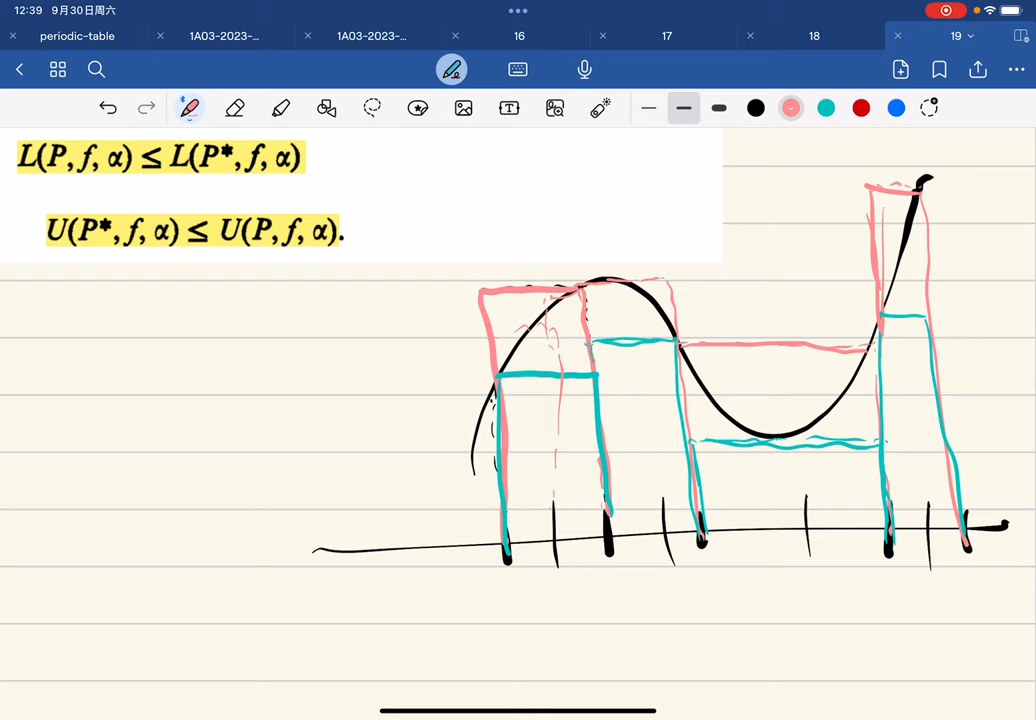 12:39 9月30日周六
periodic-table
1A03-2023-...
1A03-2023-...
16
17
18
19
L(P, f, α) ≤ L(P*, f, α)
U(P*, f, α) ≤ U(P, f, α).